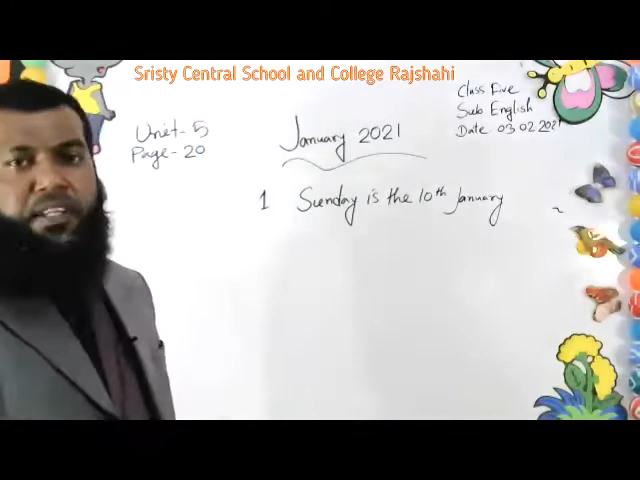 Sristy Central School and College Rajshahi
Class Five
Sub English
Date 03 02 2021
Unit-5
Page-20
January 2021
1 Sunday is the 10th January